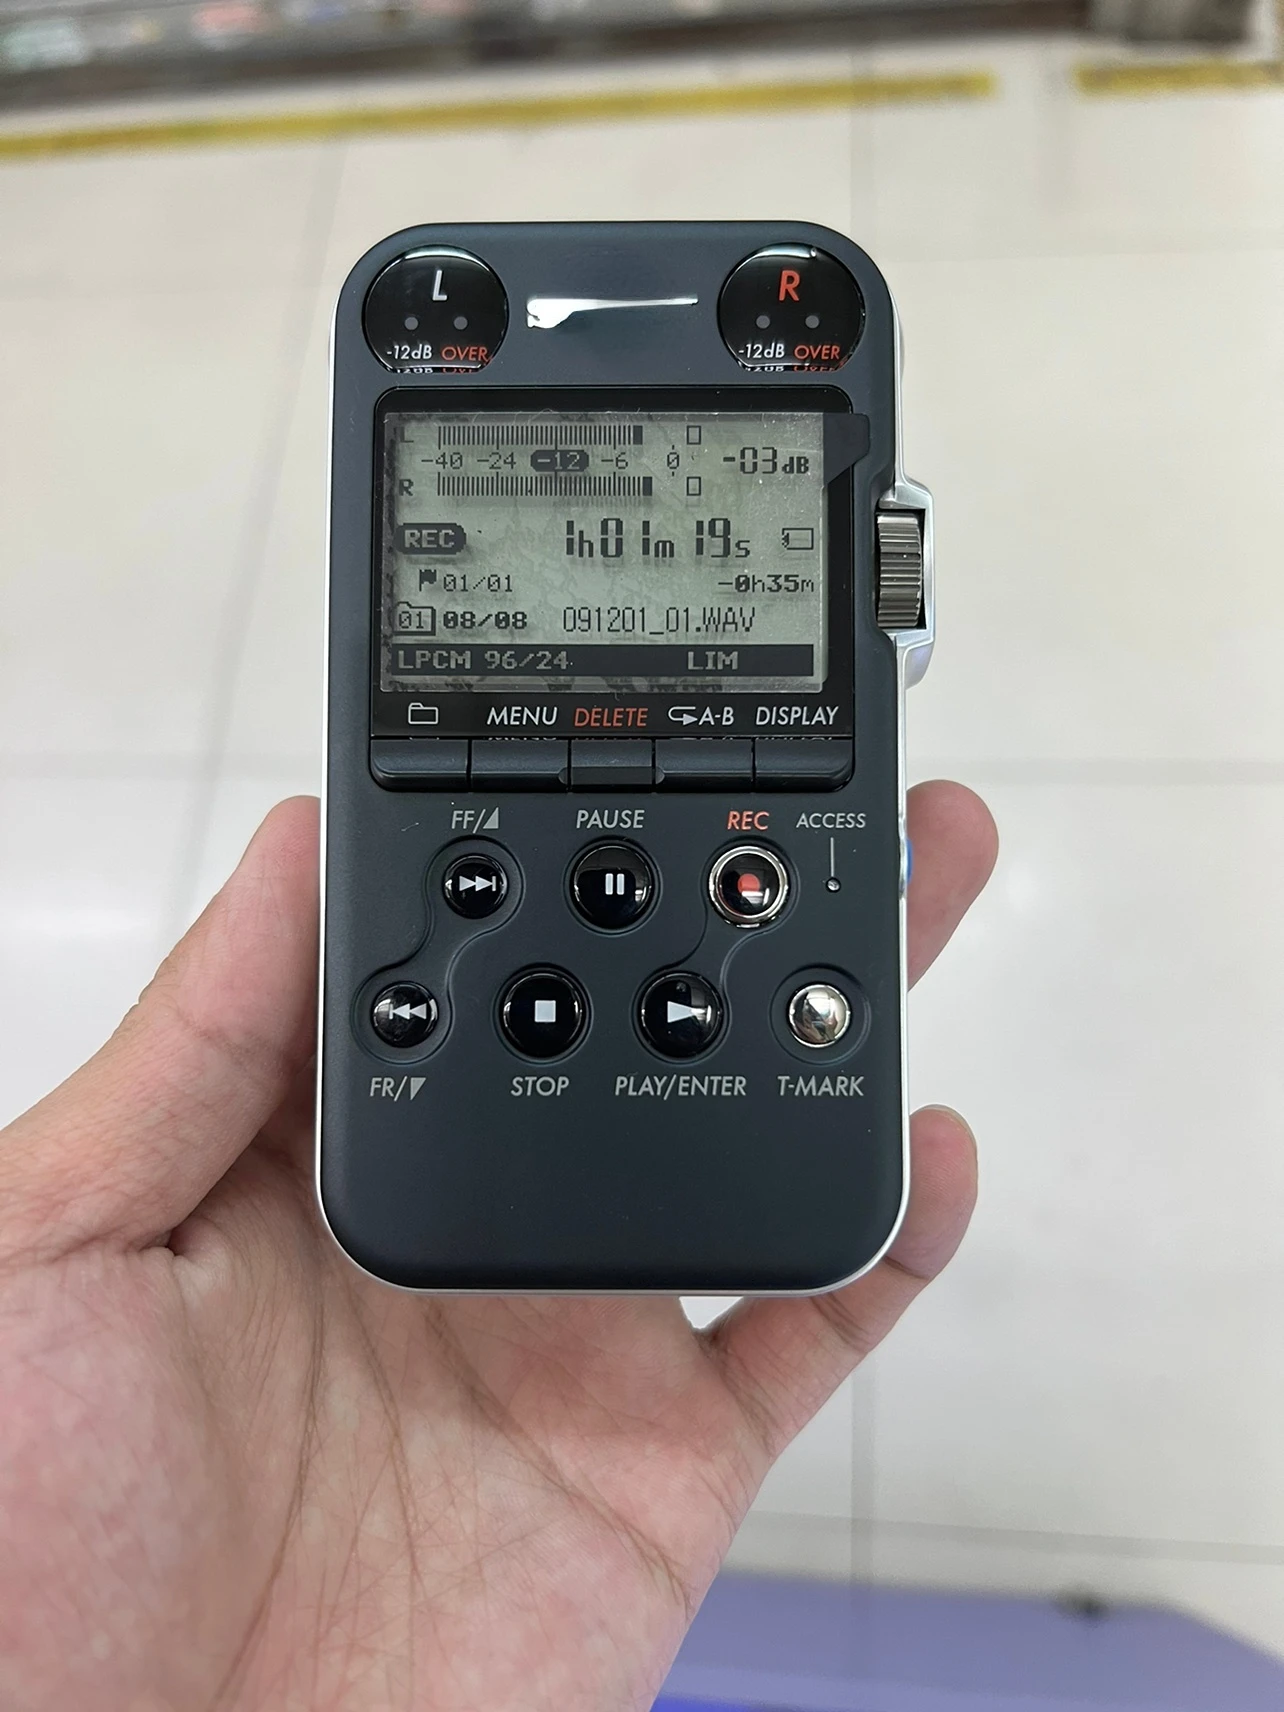 L R
-12dB OVER -12dB OVER
L
-40 -24 -12 -6 0 -03dB
R
REC 1h01m19s
01/01 -0h35m
01 08/08 091201_01.WAV
LPCM 96/24 LIM
MENU DELETE A-B DISPLAY
FF/ PAUSE REC ACCESS
FR/ STOP PLAY/ENTER T-MARK